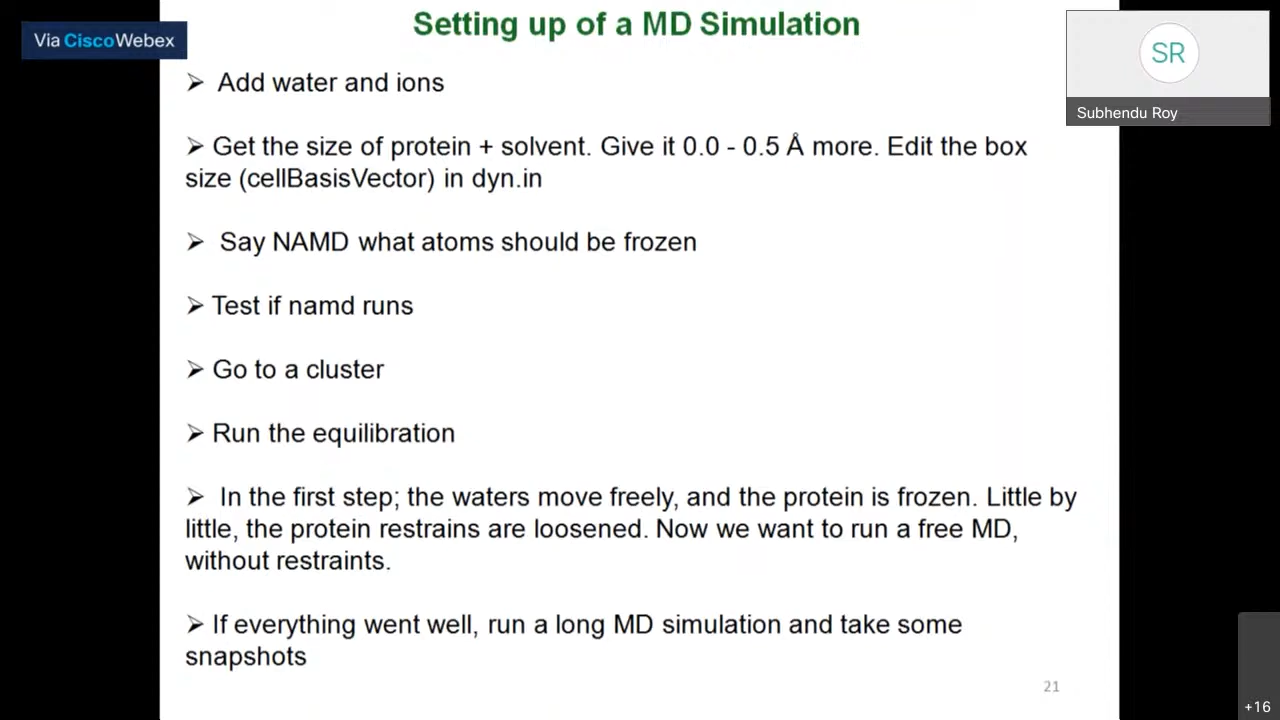 Setting up of a MD Simulation
Via Cisco Webex
SR
Subhendu Roy
➢ Add water and ions
➢ Get the size of protein + solvent. Give it 0.0 - 0.5 Å more. Edit the box
size (cellBasisVector) in dyn.in
➢ Say NAMD what atoms should be frozen
➢ Test if namd runs
➢ Go to a cluster
➢ Run the equilibration
➢ In the first step; the waters move freely, and the protein is frozen. Little by
little, the protein restrains are loosened. Now we want to run a free MD,
without restraints.
➢ If everything went well, run a long MD simulation and take some
snapshots
21
+16